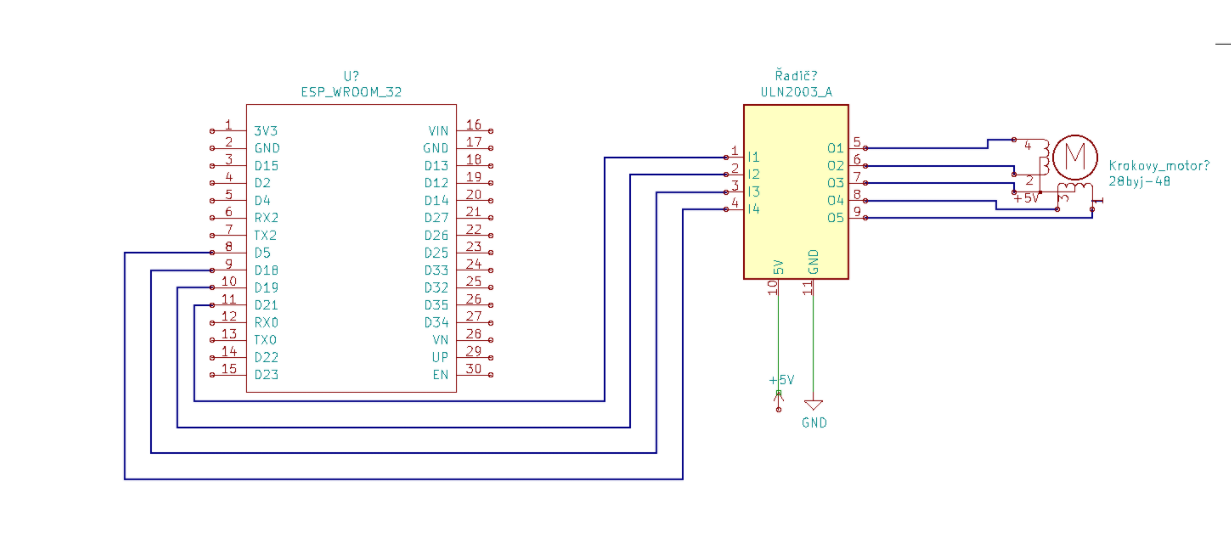 U?
ESP_WROOM_32
1 3V3
2 GND
3 D15
4 D2
5 D4
6 RX2
7 TX2
8 D5
9 D18
10 D19
11 D21
12 RX0
13 TX0
14 D22
15 D23
VIN 16
GND 17
D13 18
D12 19
D14 20
D27 21
D26 22
D25 23
D33 24
D32 25
D35 26
D34 27
VN 28
UP 29
EN 30
Řadič?
ULN2003_A
1 I1
2 I2
3 I3
4 I4
O1 5
O2 6
O3 7
O4 8
O5 9
5V 10
GND 11
+5V
GND
4
2
+5V
3
1
M
Krokovy_motor?
28byj-48